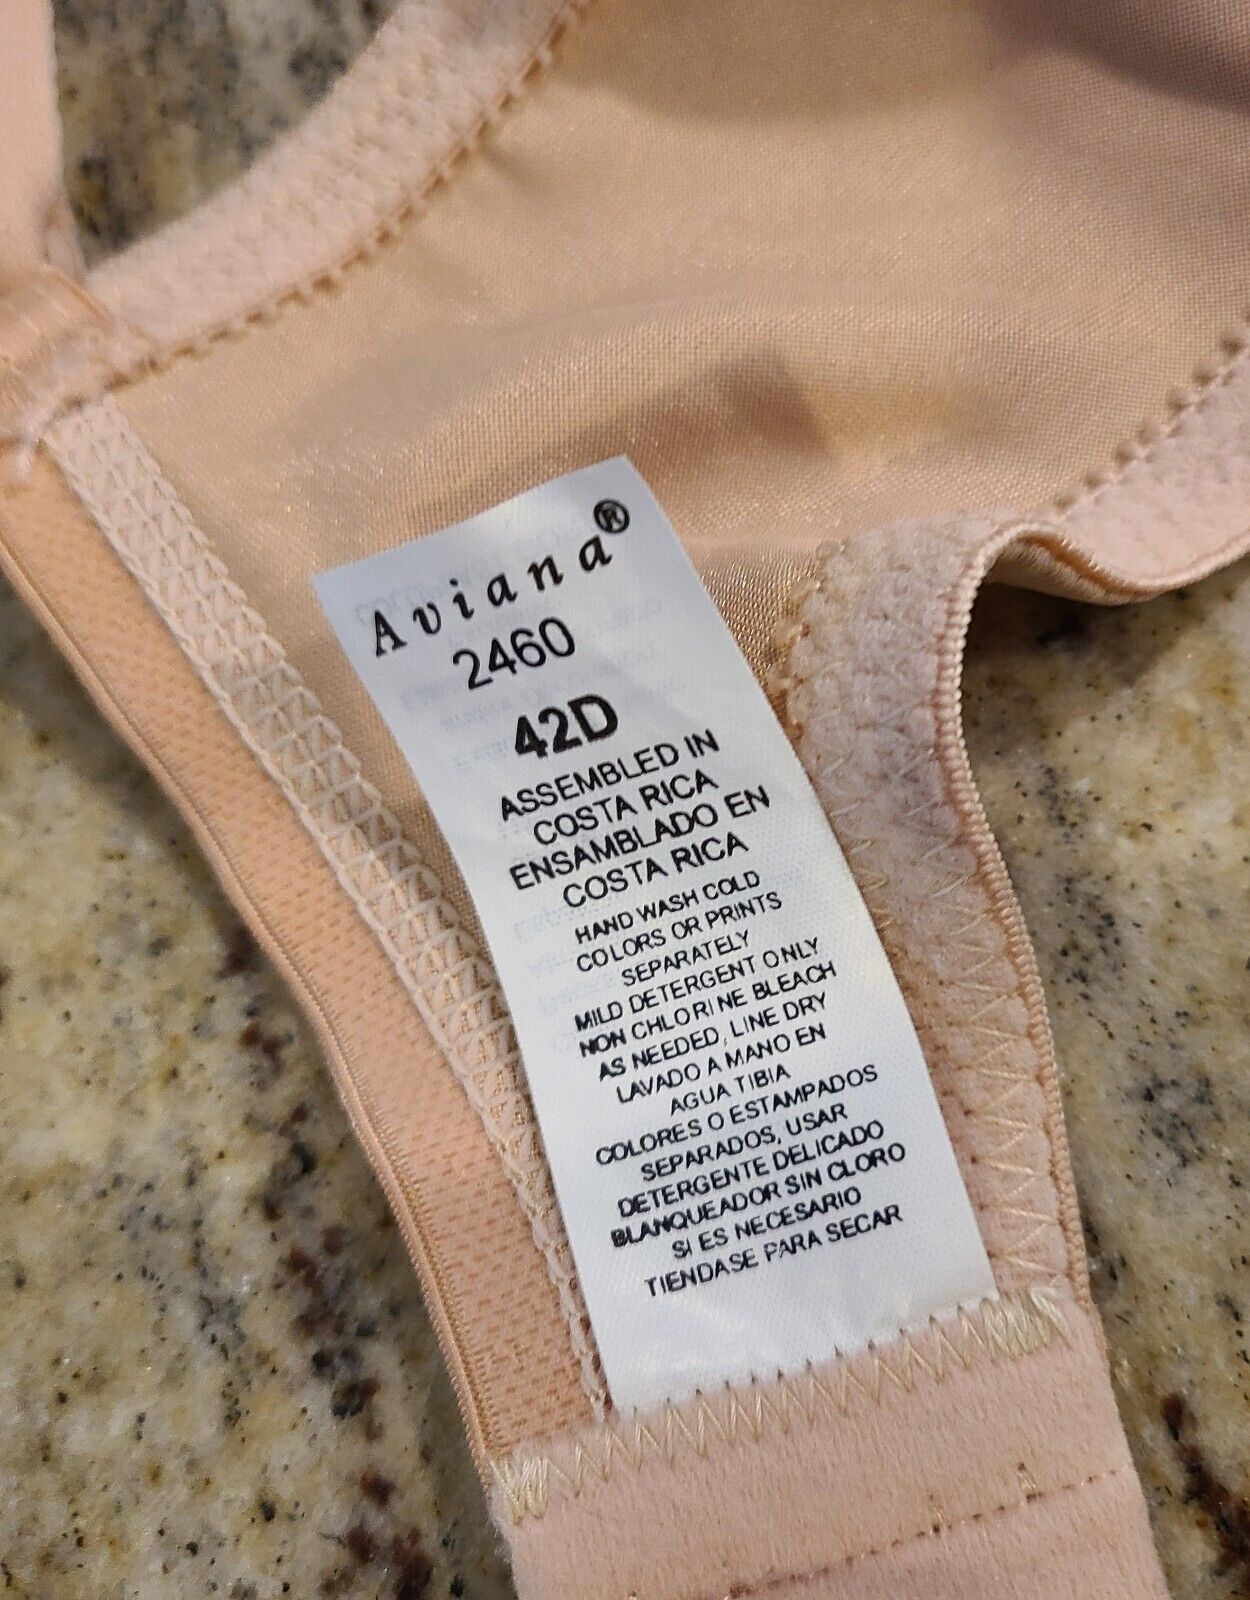 Aviana®
2460
42D
ASSEMBLED IN
COSTA RICA
ENSAMBLADO EN
COSTA RICA
HAND WASH COLD
COLORS OR PRINTS
SEPARATELY
MILD DETERGENT ONLY
NON CHLORINE BLEACH
AS NEEDED, LINE DRY
LAVADO A MANO EN
AGUA TIBIA
COLORES O ESTAMPADOS
SEPARADOS, USAR
DETERGENTE DELICADO
BLANQUEADOR SIN CLORO
SI ES NECESARIO
TIENDASE PARA SECAR